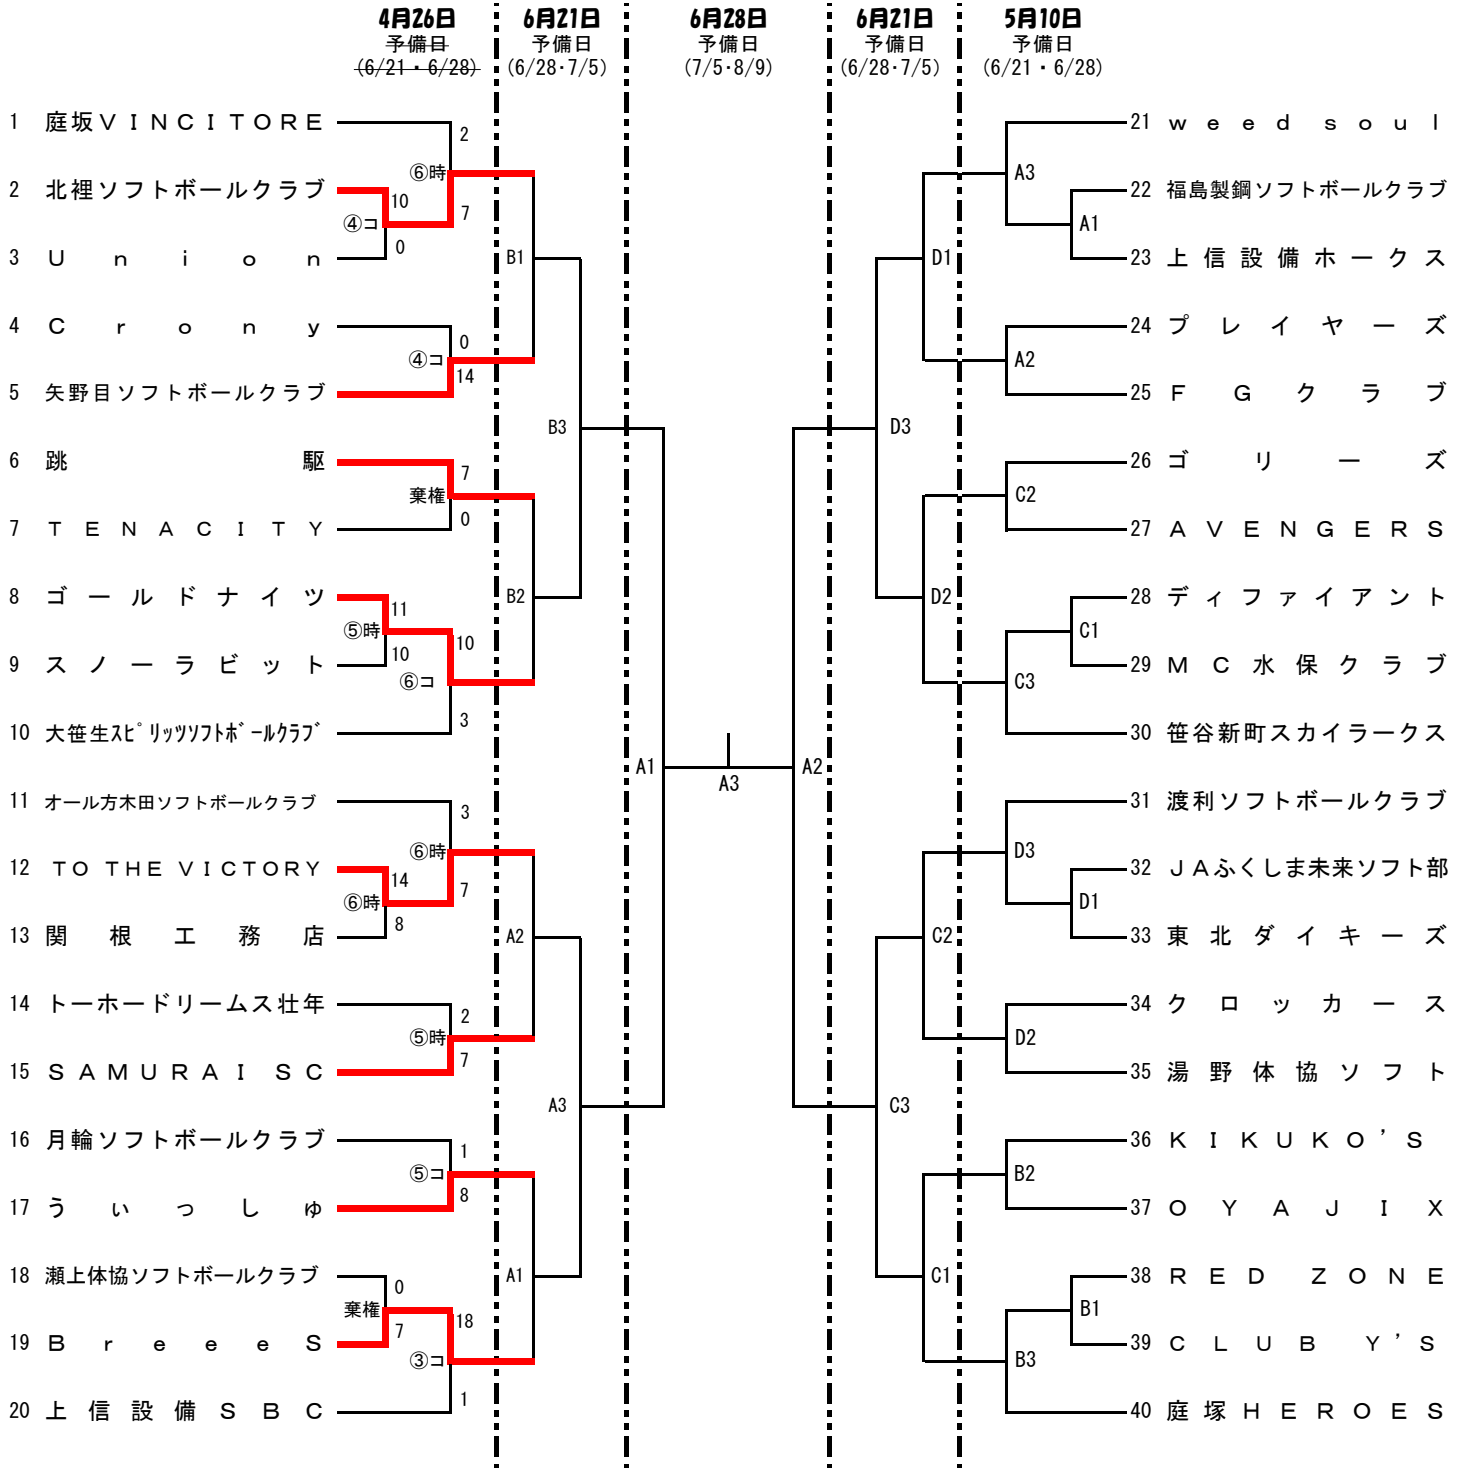 4月26日 6月21日 6月28日 6月21日 5月10日
予備日 予備日 予備日 予備日 予備日
(6/21・6/28) (6/28・7/5) (7/5・8/9) (6/28・7/5) (6/21・6/28)
1 庭坂VINCITORE
2
⑥時
2 北裡ソフトボールクラブ
10
7
④コ
0
3 Union
B1
4 Crony
0
④コ
14
5 矢野目ソフトボールクラブ
B3
6 跳駆
7
棄権
0
7 TENACITY
8 ゴールドナイツ
11
B2
⑤時
10
10
9 スノーラビット
⑥コ
3
10 大笹生スピリッツソフトボールクラブ
A1
11 オール方木田ソフトボールクラブ
3
⑥時
12 TO THE VICTORY
14
7
⑥時
8
13 関根工務店
A2
14 トーホードリームス壮年
2
⑤時
7
15 SAMURAI SC
A3
16 月輪ソフトボールクラブ
1
⑤コ
8
17 うぃっしゅ
18 瀬上体協ソフトボールクラブ
0
A1
棄権
18
7
19 BreeeS
③コ
1
20 上信設備SBC
A3
A2
21 weed soul
A3
22 福島製鋼ソフトボールクラブ
A1
23 上信設備ホークス
D1
24 プレイヤーズ
A2
25 FGクラブ
D3
26 ゴリーズ
C2
27 AVENGERS
28 ディファイアント
D2
C1
29 MC水保クラブ
C3
30 笹谷新町スカイラークス
31 渡利ソフトボールクラブ
D3
32 JAふくしま未来ソフト部
D1
33 東北ダイキーズ
C2
34 クロッカース
D2
35 湯野体協ソフト
C3
36 KIKUKO'S
B2
37 OYAJIX
38 RED ZONE
C1
B1
39 CLUB Y'S
B3
40 庭塚HEROES